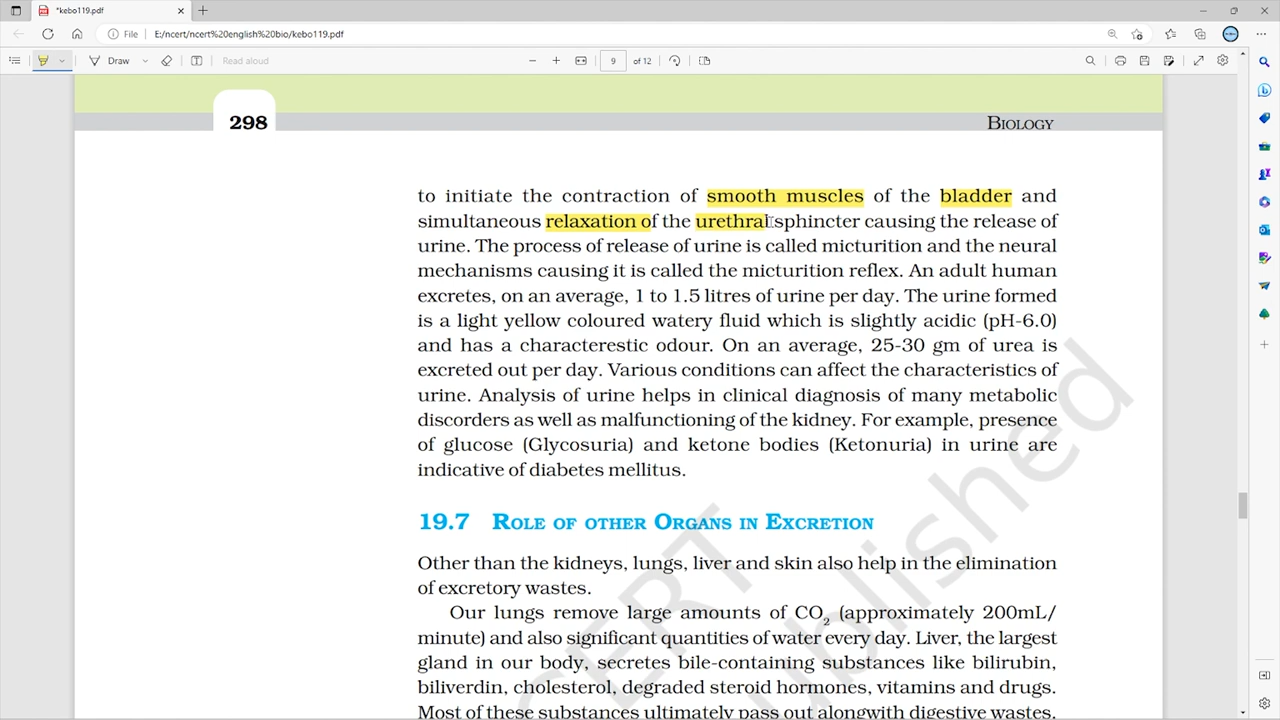 *kebo119.pdf
File E:/ncert/ncert%20english%20bio/kebo119.pdf
Draw Read aloud 9 of 12
298 BIOLOGY
to initiate the contraction of smooth muscles of the bladder and
simultaneous relaxation of the urethral sphincter causing the release of
urine. The process of release of urine is called micturition and the neural
mechanisms causing it is called the micturition reflex. An adult human
excretes, on an average, 1 to 1.5 litres of urine per day. The urine formed
is a light yellow coloured watery fluid which is slightly acidic (pH-6.0)
and has a characterestic odour. On an average, 25-30 gm of urea is
excreted out per day. Various conditions can affect the characteristics of
urine. Analysis of urine helps in clinical diagnosis of many metabolic
disorders as well as malfunctioning of the kidney. For example, presence
of glucose (Glycosuria) and ketone bodies (Ketonuria) in urine are
indicative of diabetes mellitus.
19.7 ROLE OF OTHER ORGANS IN EXCRETION
Other than the kidneys, lungs, liver and skin also help in the elimination
of excretory wastes.
Our lungs remove large amounts of CO₂ (approximately 200mL/
minute) and also significant quantities of water every day. Liver, the largest
gland in our body, secretes bile-containing substances like bilirubin,
biliverdin, cholesterol, degraded steroid hormones, vitamins and drugs.
Most of these substances ultimately pass out alongwith digestive wastes.